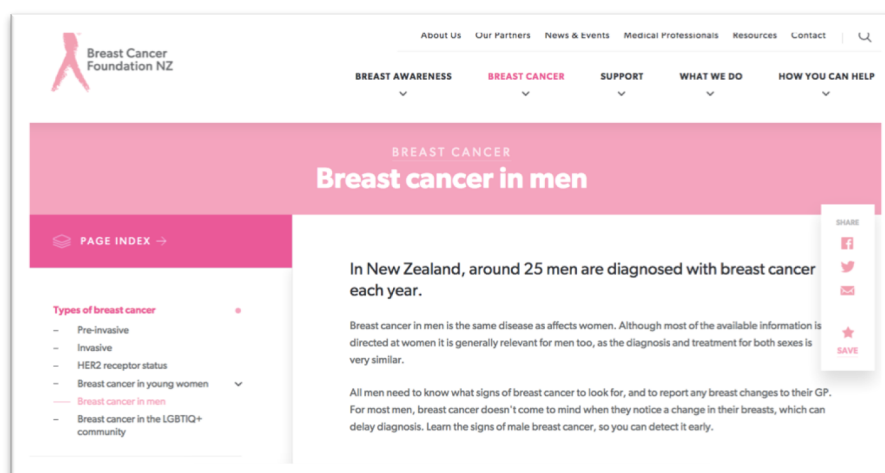 Breast Cancer
Foundation NZ
About Us Our Partners News & Events Medical Professionals Resources Contact
BREAST AWARENESS BREAST CANCER SUPPORT WHAT WE DO HOW YOU CAN HELP
BREAST CANCER
Breast cancer in men
PAGE INDEX →
SHARE
SAVE
Types of breast cancer
– Pre-invasive
– Invasive
– HER2 receptor status
– Breast cancer in young women
— Breast cancer in men
– Breast cancer in the LGBTIQ+
community
In New Zealand, around 25 men are diagnosed with breast cancer
each year.
Breast cancer in men is the same disease as affects women. Although most of the available information is
directed at women it is generally relevant for men too, as the diagnosis and treatment for both sexes is
very similar.
All men need to know what signs of breast cancer to look for, and to report any breast changes to their GP.
For most men, breast cancer doesn't come to mind when they notice a change in their breasts, which can
delay diagnosis. Learn the signs of male breast cancer, so you can detect it early.